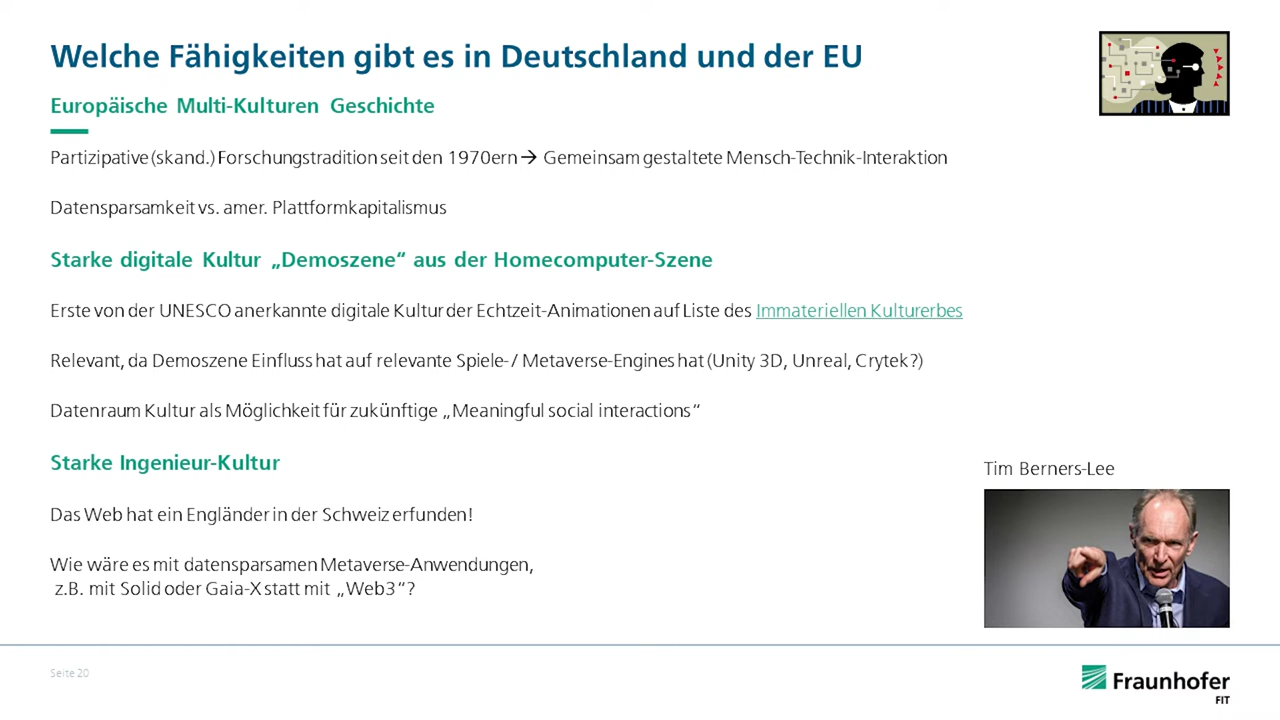 Welche Fähigkeiten gibt es in Deutschland und der EU
Europäische Multi-Kulturen Geschichte
Partizipative (skand.) Forschungstradition seit den 1970ern → Gemeinsam gestaltete Mensch-Technik-Interaktion
Datensparsamkeit vs. amer. Plattformkapitalismus
Starke digitale Kultur „Demoszene“ aus der Homecomputer-Szene
Erste von der UNESCO anerkannte digitale Kultur der Echtzeit-Animationen auf Liste des Immateriellen Kulturerbes
Relevant, da Demoszene Einfluss hat auf relevante Spiele-/ Metaverse-Engines hat (Unity 3D, Unreal, Crytek?)
Datenraum Kultur als Möglichkeit für zukünftige „Meaningful social interactions“
Starke Ingenieur-Kultur
Tim Berners-Lee
Das Web hat ein Engländer in der Schweiz erfunden!
Wie wäre es mit datensparsamen Metaverse-Anwendungen,
z.B. mit Solid oder Gaia-X statt mit „Web3“?
Seite 20
Fraunhofer
FIT